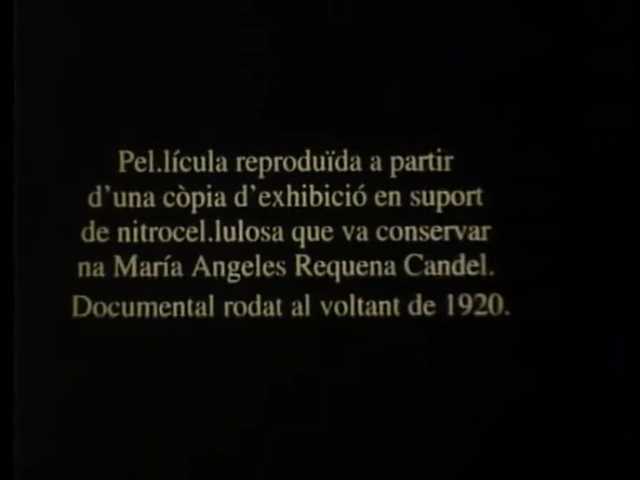 Pel.lícula reproduïda a partir
d'una còpia d'exhibició en suport
de nitrocel.lulosa que va conservar
na María Angeles Requena Candel.
Documental rodat al voltant de 1920.